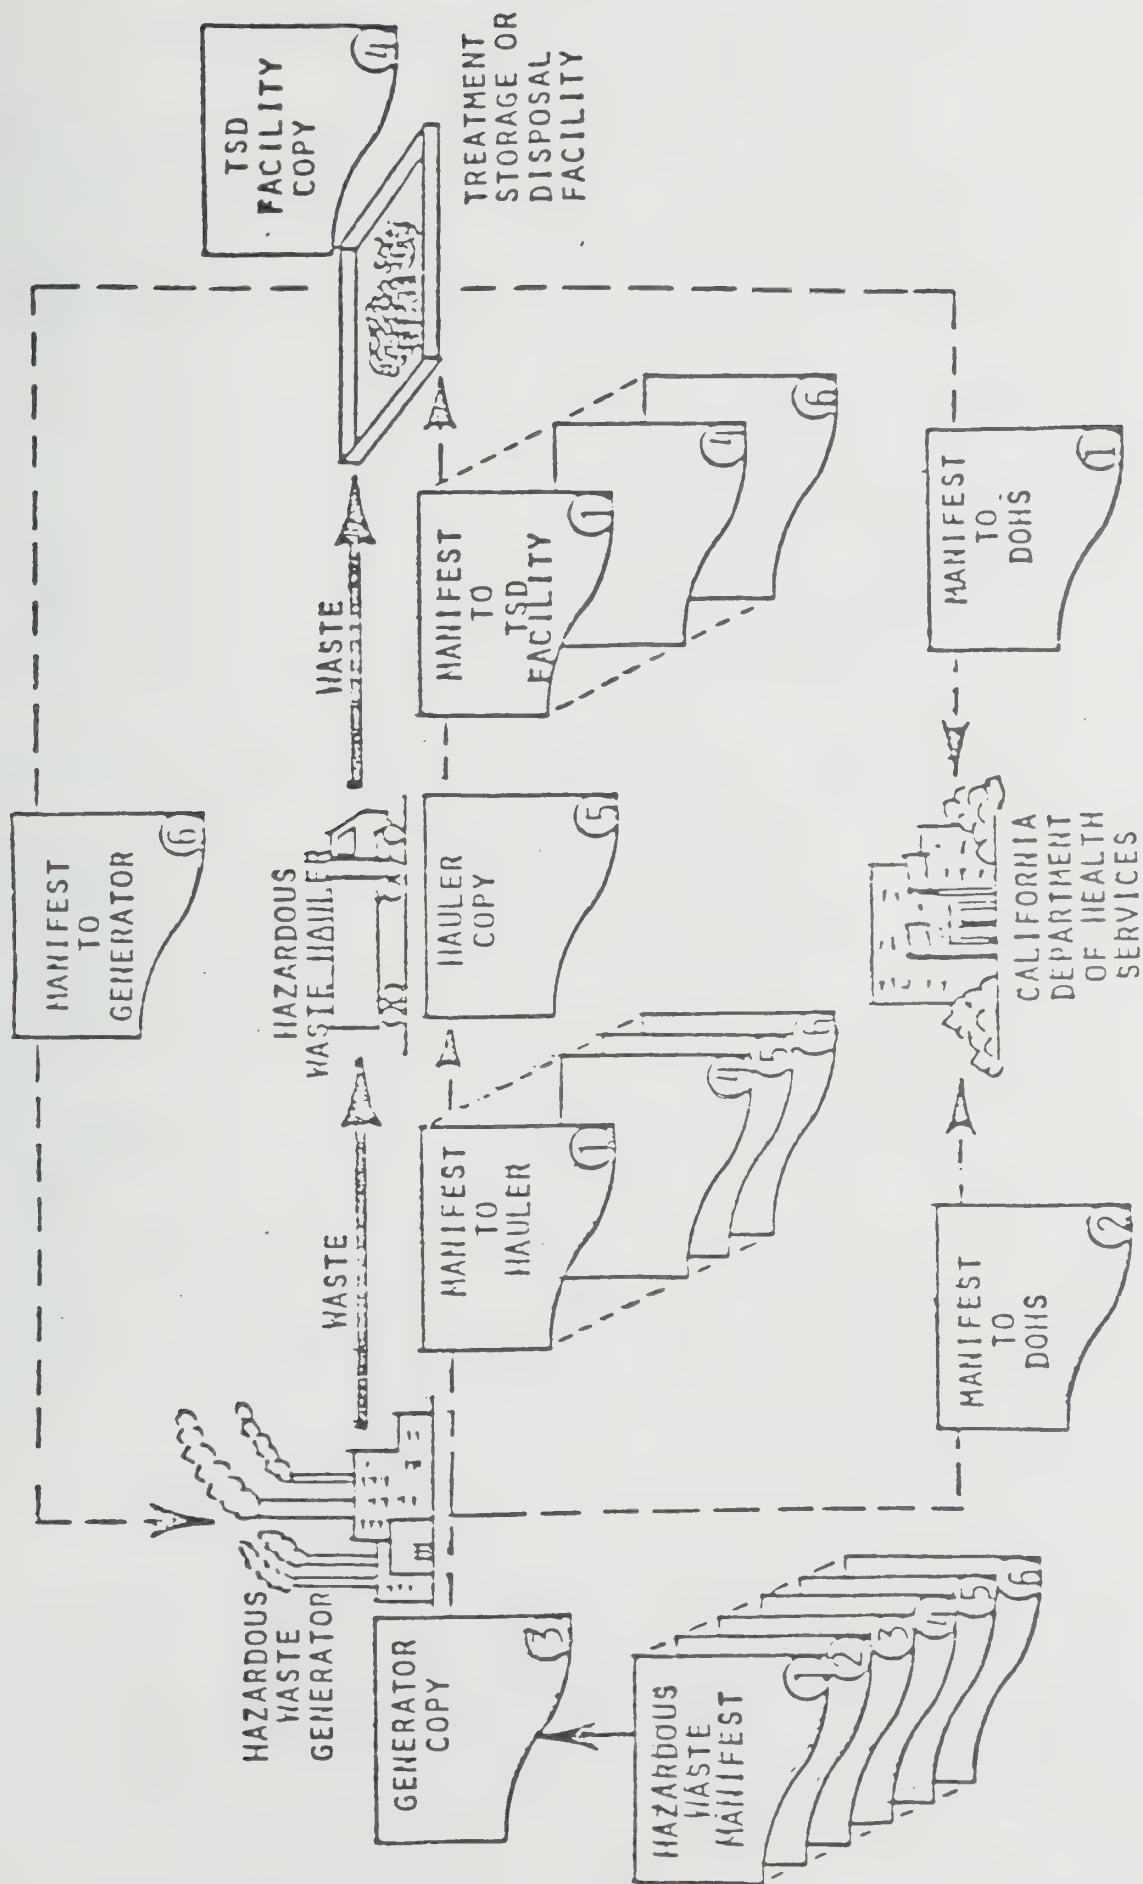 MANIFEST
TO
GENERATOR
6
HAZARDOUS
WASTE
GENERATOR
WASTE
HAZARDOUS
WASTE HAULER
WASTE
TSD
FACILITY
COPY
4
TREATMENT
STORAGE OR
DISPOSAL
FACILITY
GENERATOR
COPY
3
MANIFEST
TO
HAULER
1
4
5
6
HAULER
COPY
5
MANIFEST
TO
TSD
FACILITY
1
4
6
HAZARDOUS
WASTE
MANIFEST
1
2
3
4
5
6
MANIFEST
TO
DOHS
2
CALIFORNIA
DEPARTMENT
OF HEALTH
SERVICES
MANIFEST
TO
DOHS
1